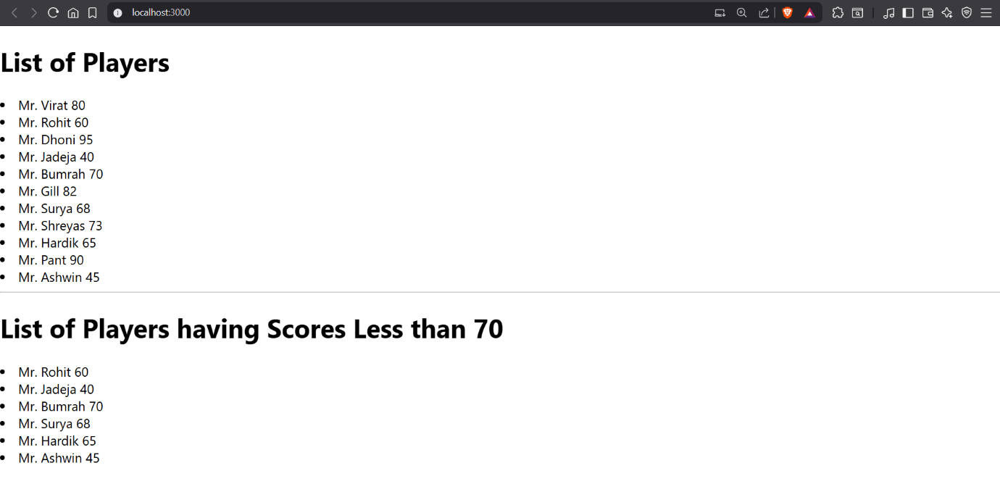 localhost:3000
List of Players
Mr. Virat 80
Mr. Rohit 60
Mr. Dhoni 95
Mr. Jadeja 40
Mr. Bumrah 70
Mr. Gill 82
Mr. Surya 68
Mr. Shreyas 73
Mr. Hardik 65
Mr. Pant 90
Mr. Ashwin 45
List of Players having Scores Less than 70
Mr. Rohit 60
Mr. Jadeja 40
Mr. Bumrah 70
Mr. Surya 68
Mr. Hardik 65
Mr. Ashwin 45